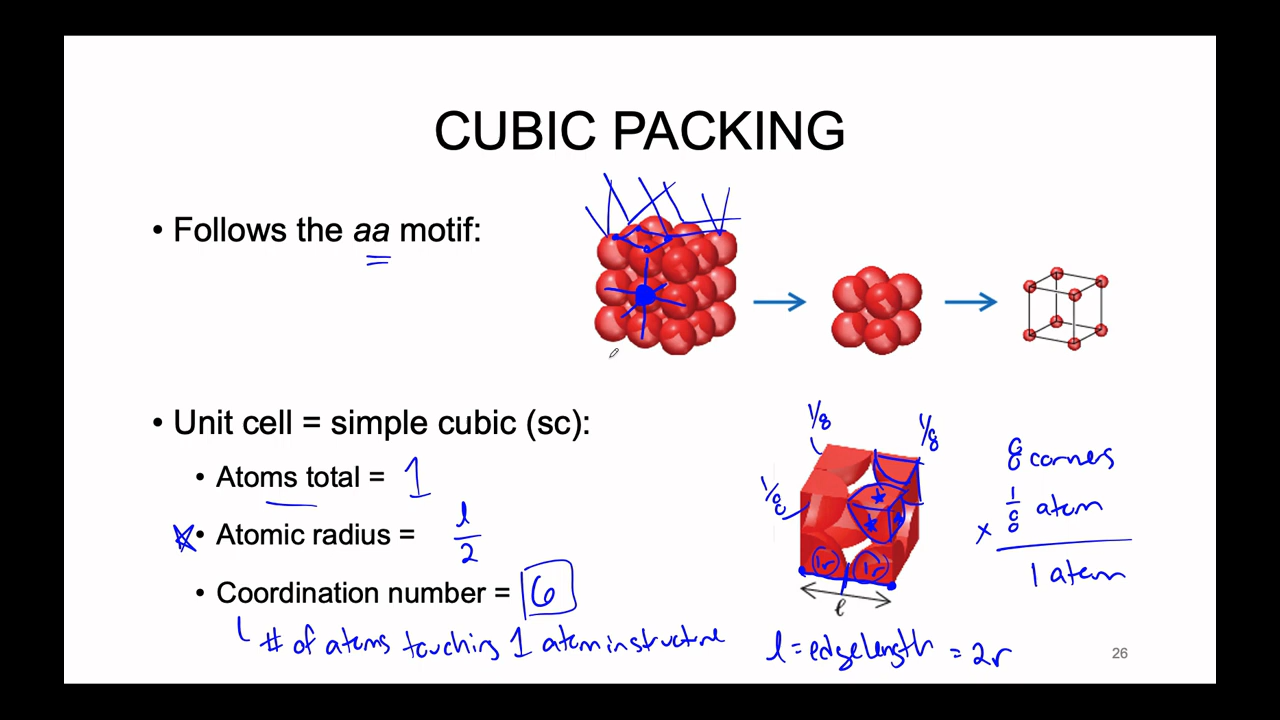 CUBIC PACKING
• Follows the aa motif:
• Unit cell = simple cubic (sc):
• Atoms total = 1
• Atomic radius = l/2
• Coordination number = 6
# of atoms touching 1 atom in structure
1/8
1/8
1/8
1r 1r
ℓ
l = edge length = 2r
8 corners
× 1/8 atom
1 atom
26